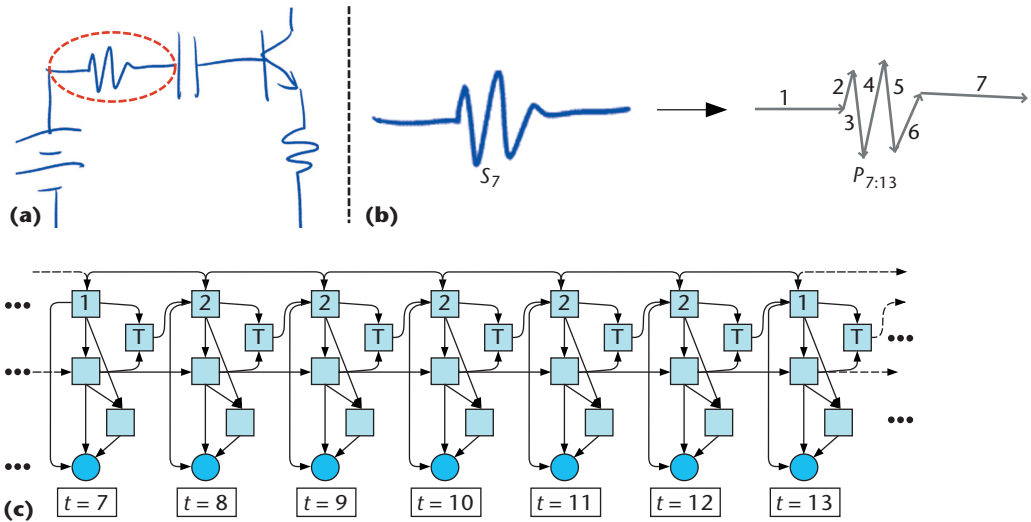 (a)
(b)
S7
1
2
3
4
5
6
7
P7:13
1 2 2 2 2 2 1
T T T T T T T
(c)
t = 7
t = 8
t = 9
t = 10
t = 11
t = 12
t = 13